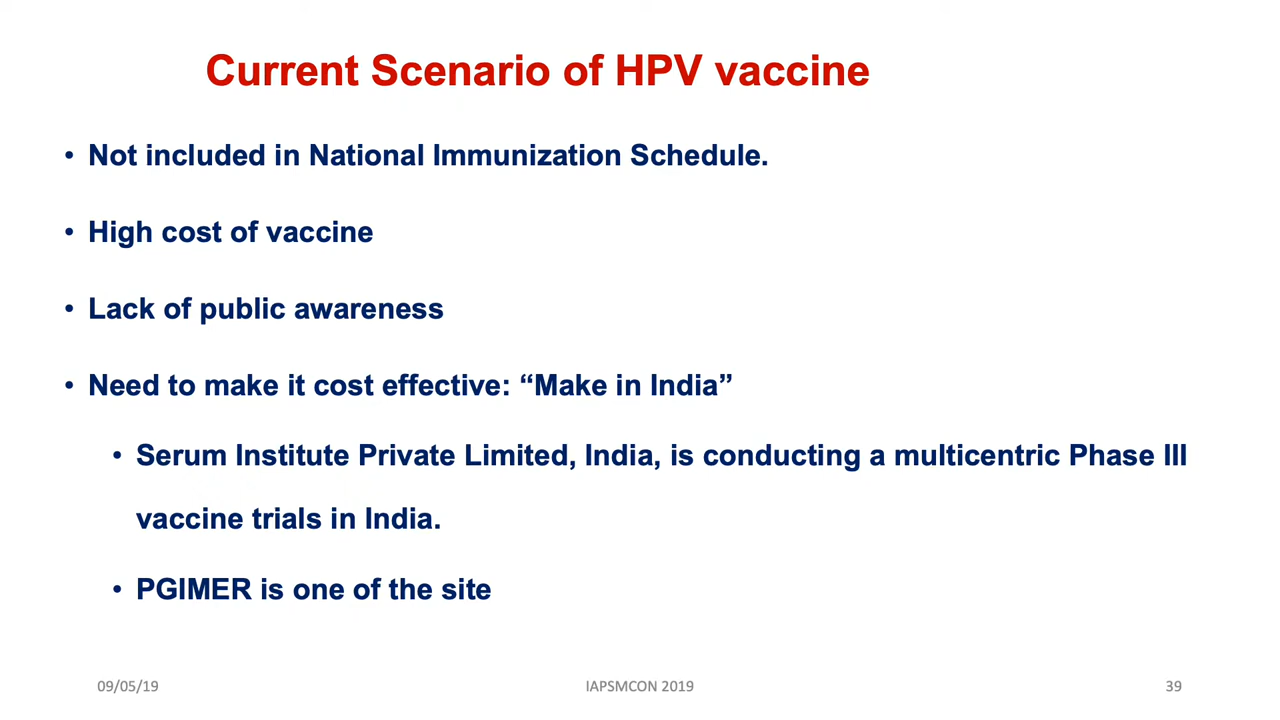 Current Scenario of HPV vaccine
• Not included in National Immunization Schedule.
• High cost of vaccine
• Lack of public awareness
• Need to make it cost effective: “Make in India”
• Serum Institute Private Limited, India, is conducting a multicentric Phase III
vaccine trials in India.
• PGIMER is one of the site
09/05/19
IAPSMCON 2019
39